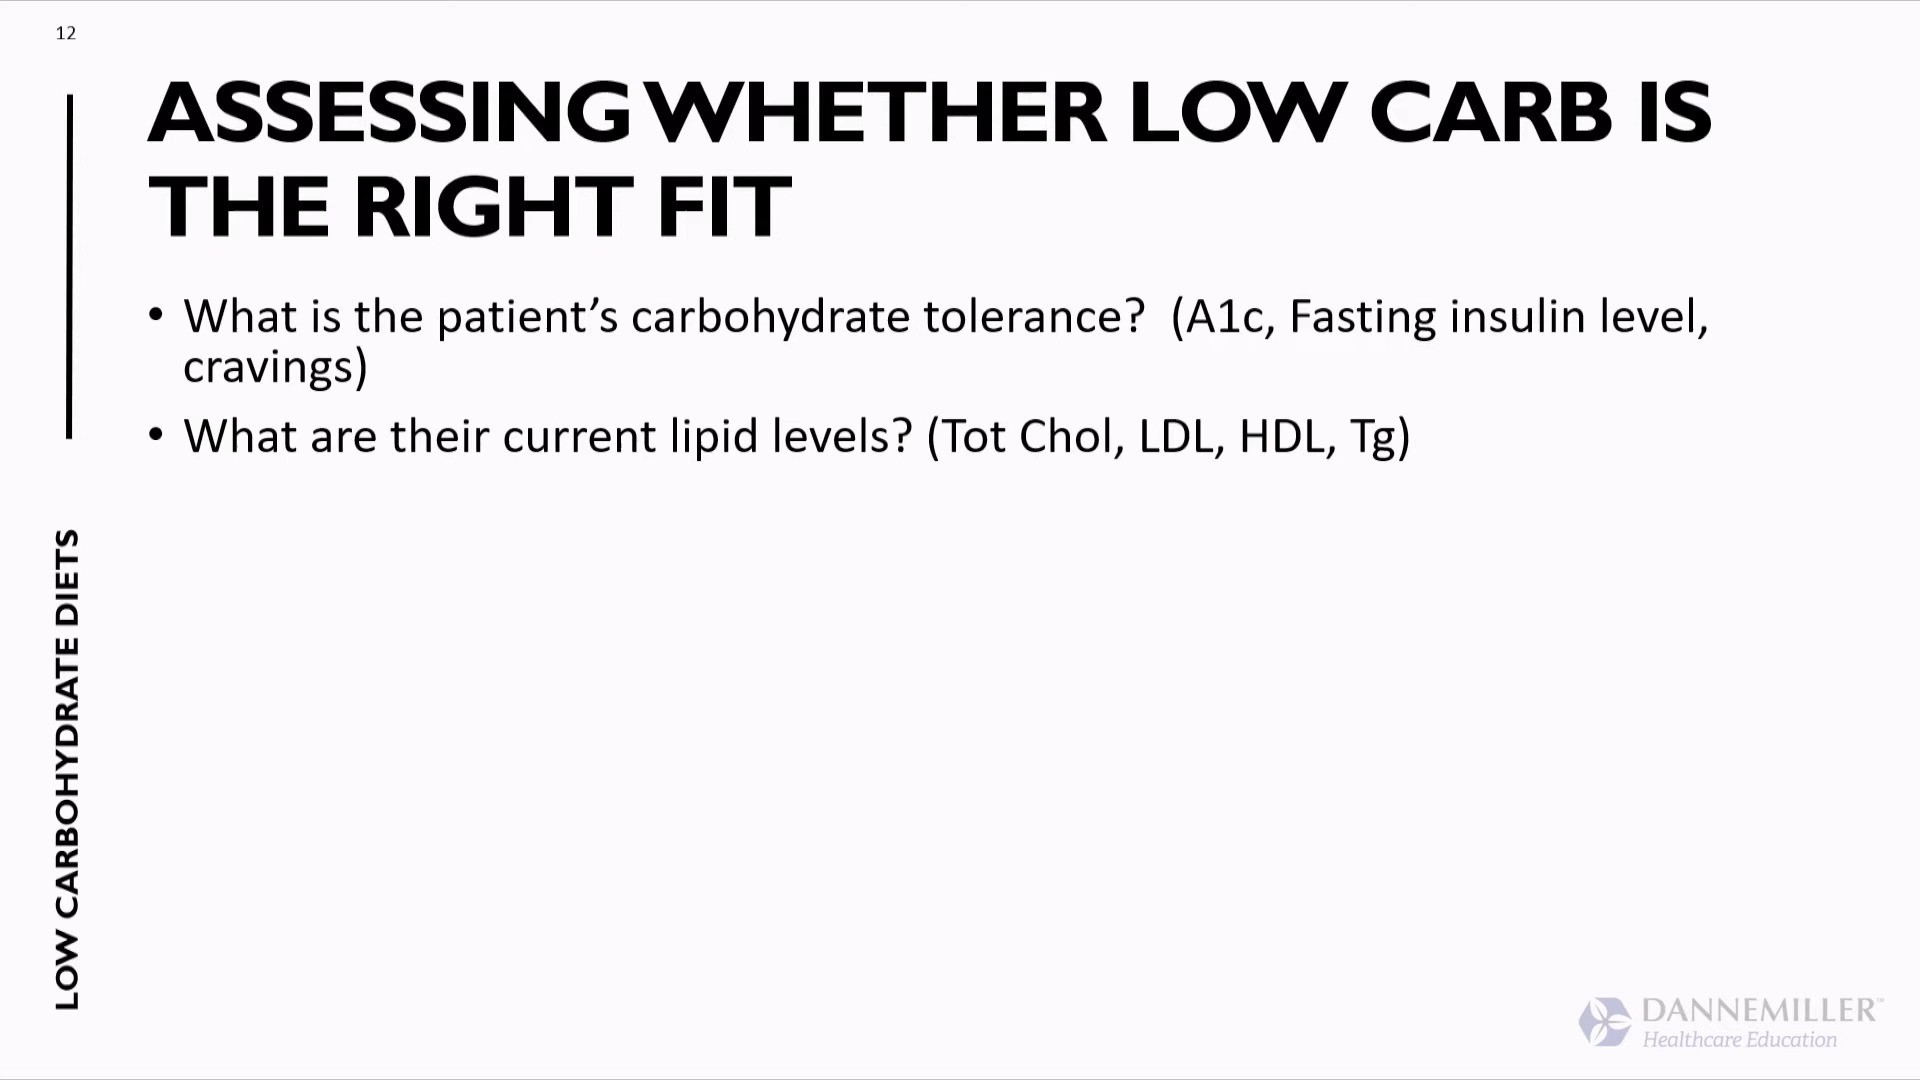 12
ASSESSING WHETHER LOW CARB IS
THE RIGHT FIT
• What is the patient’s carbohydrate tolerance?  (A1c, Fasting insulin level,
cravings)
• What are their current lipid levels? (Tot Chol, LDL, HDL, Tg)
LOW CARBOHYDRATE DIETS
DANNEMILLER™
Healthcare Education